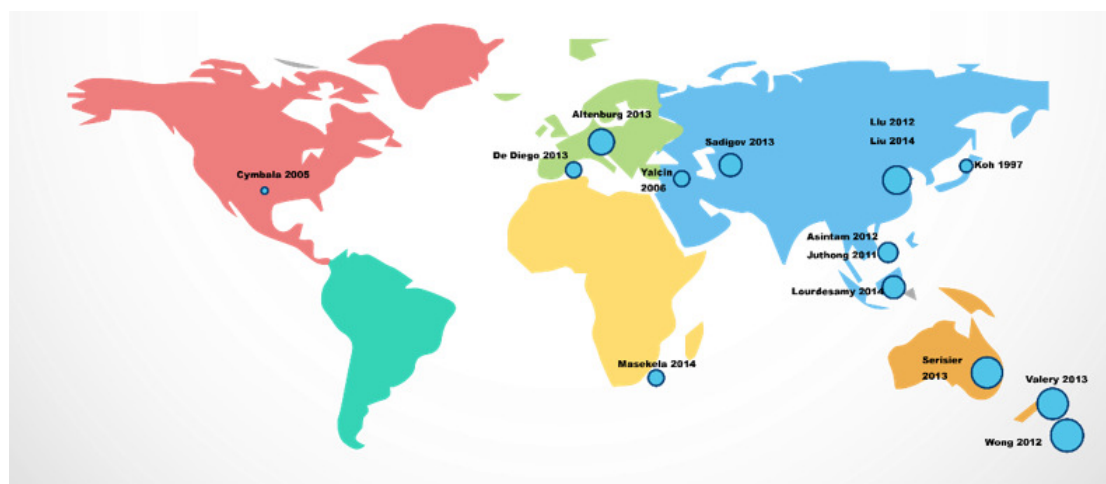 Altenburg 2013
De Diego 2013
Cymbala 2005
Yalcin
2006
Sadigov 2013
Liu 2012
Liu 2014
Koh 1997
Asintam 2012
Juthong 2011
Lourdesamy 2014
Masekela 2014
Serisier
2013
Valery 2013
Wong 2012